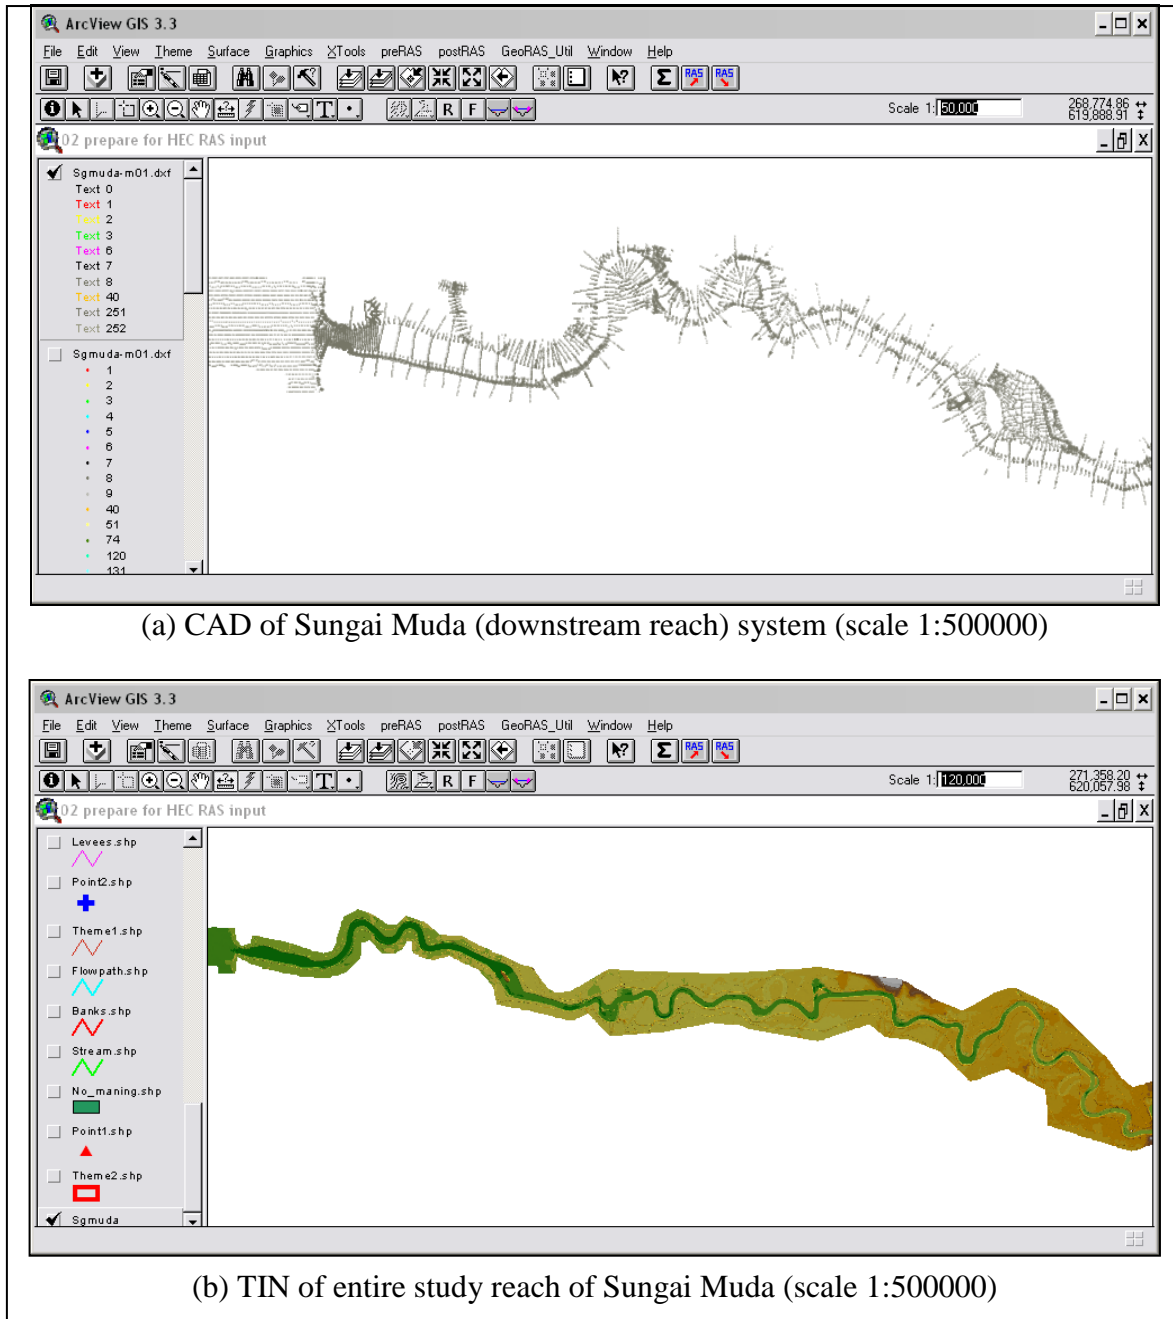 ArcView GIS 3.3
File Edit View Theme Surface Graphics XTools preRAS postRAS GeoRAS_Util Window Help
Σ RAS RAS
T R F Scale 1: 50,000 268,774.86
619,888.91
02 prepare for HEC RAS input
Sgmuda-m01.dxf
Text 0
Text 1
Text 2
Text 3
Text 6
Text 7
Text 8
Text 40
Text 251
Text 252
Sgmuda-m01.dxf
1
2
3
4
5
6
7
8
9
40
51
74
120
131
(a) CAD of Sungai Muda (downstream reach) system (scale 1:500000)
ArcView GIS 3.3
File Edit View Theme Surface Graphics XTools preRAS postRAS GeoRAS_Util Window Help
Σ RAS RAS
T R F Scale 1: 120,000 271,358.20
620,057.98
02 prepare for HEC RAS input
Levees.shp
Point2.shp
Theme1.shp
Flowpath.shp
Banks.shp
Stream.shp
No_maning.shp
Point1.shp
Theme2.shp
Sgmuda
(b) TIN of entire study reach of Sungai Muda (scale 1:500000)